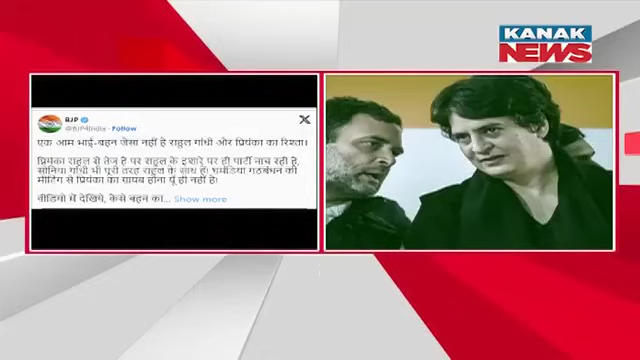 KANAK
NEWS
BJP
@BJP4India · Follow
एक आम भाई-बहन जैसा नहीं है राहुल गांधी और प्रियंका का रिश्ता।
प्रियंका राहुल से तेज़ है पर राहुल के इशारे पर ही पार्टी नाच रही है,
सोनिया गांधी भी पूरी तरह राहुल के साथ हैं। घमंडिया गठबंधन की
मीटिंग से प्रियंका का गायब होना यूं ही नहीं है!
वीडियो में देखिये, कैसे बहन का... Show more